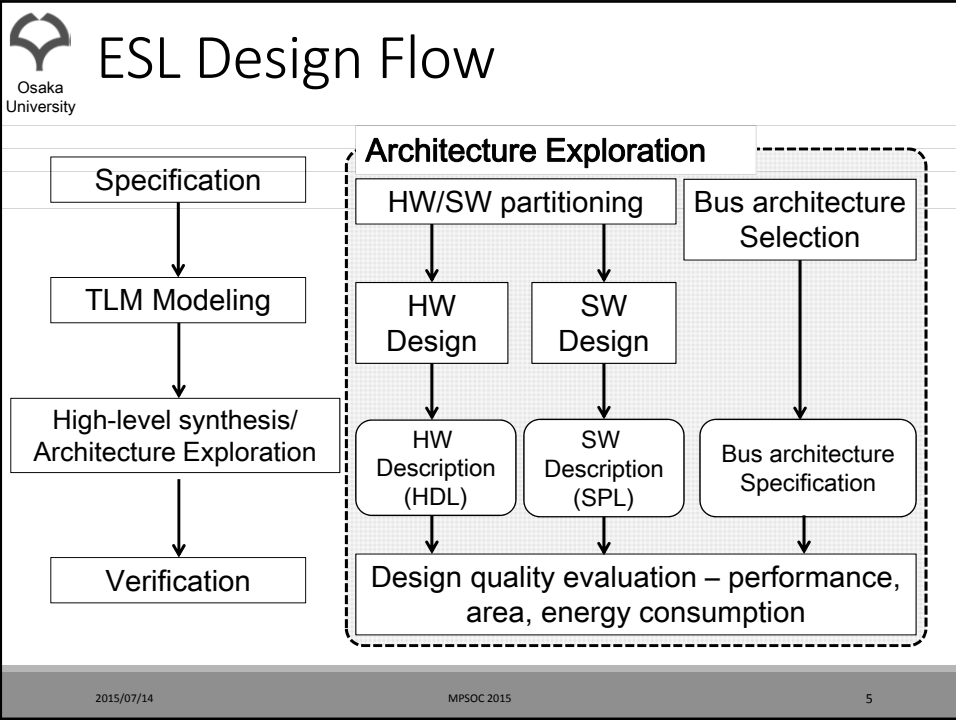 Osaka
University
ESL Design Flow
Specification
TLM Modeling
High-level synthesis/
Architecture Exploration
Verification
Architecture Exploration
HW/SW partitioning
Bus architecture
Selection
HW
Design
SW
Design
HW
Description
(HDL)
SW
Description
(SPL)
Bus architecture
Specification
Design quality evaluation – performance,
area, energy consumption
2015/07/14
MPSOC 2015
5